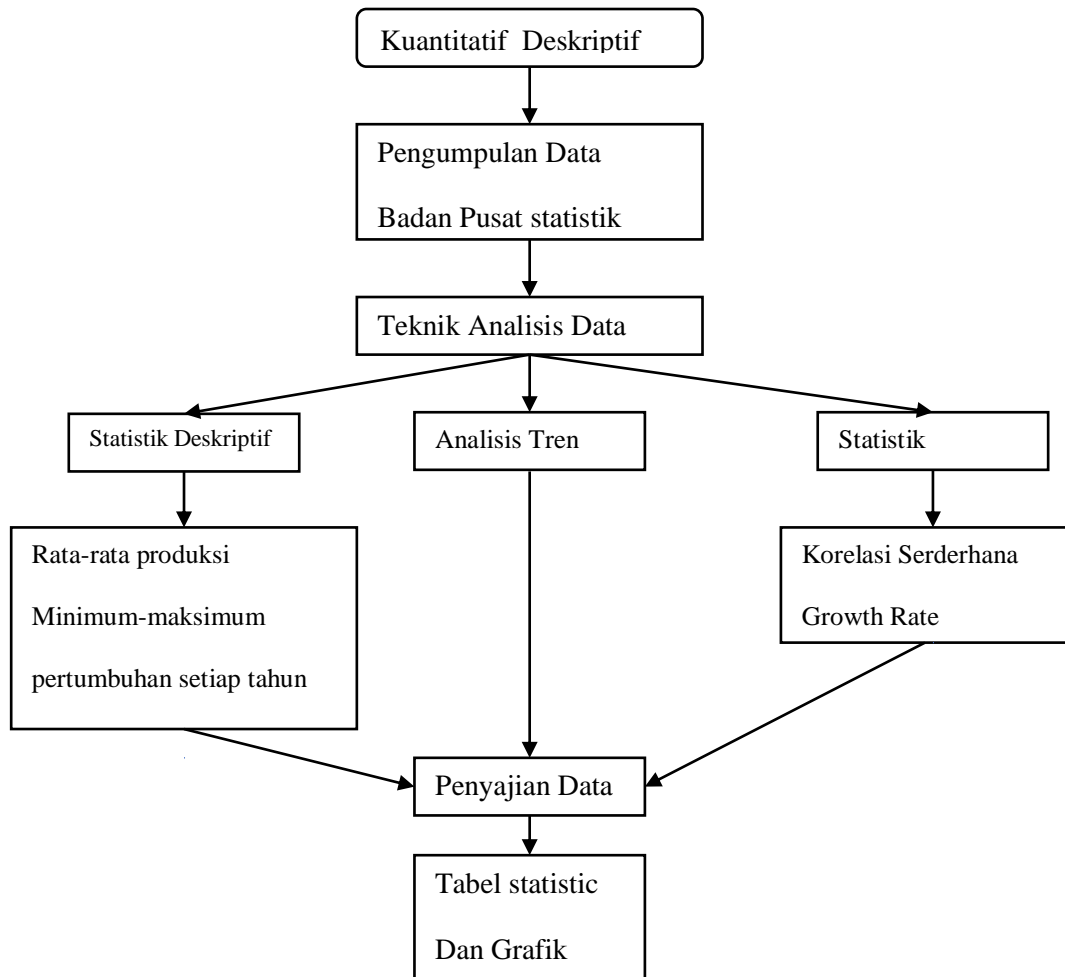 Kuantitatif Deskriptif
Pengumpulan Data
Badan Pusat statistik
Teknik Analisis Data
Statistik Deskriptif
Analisis Tren
Statistik
Rata-rata produksi
Minimum-maksimum
pertumbuhan setiap tahun
Korelasi Serderhana
Growth Rate
Penyajian Data
Tabel statistic
Dan Grafik